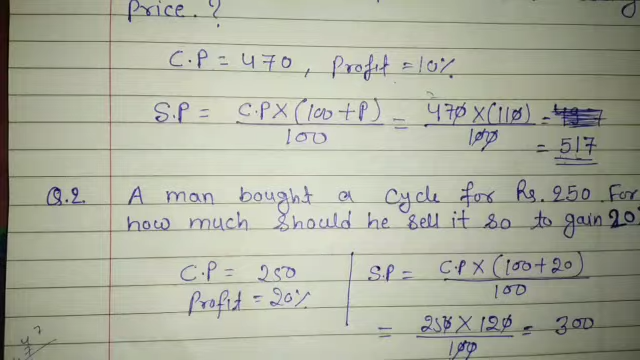 Price.?
C.P = 470, Profit = 10%
S.P = C.P X (100 + P) / 100 = 470 X (110) / 100 =
= 517
Q.2. A man bought a cycle for Rs. 250. For
how much should he sell it so to gain 20
C.P = 250
Profit = 20%
S.P = C.P X (100 + 20) / 100
= 250 X 120 / 100 = 300